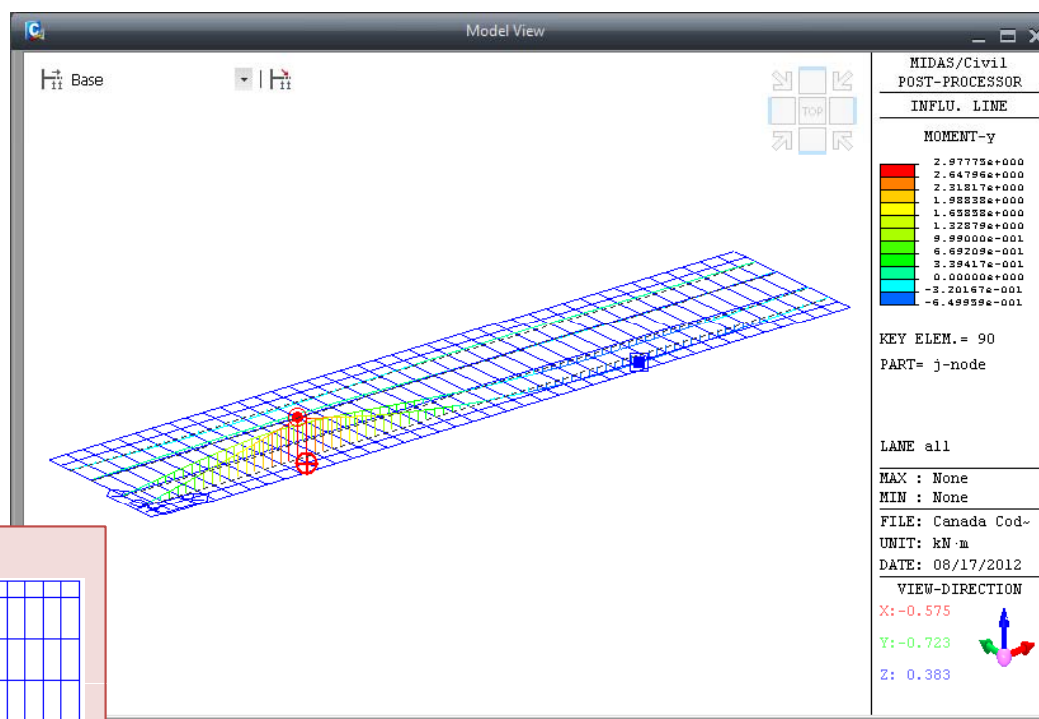 Model View
Base
TOP
MIDAS/Civil
POST-PROCESSOR
INFLU. LINE
MOMENT-y
2.97775e+000
2.64796e+000
2.31817e+000
1.98838e+000
1.65858e+000
1.32879e+000
9.99000e-001
6.69209e-001
3.39417e-001
0.00000e+000
-3.20167e-001
-6.49959e-001
KEY ELEM.= 90
PART= j-node
LANE all
MAX : None
MIN : None
FILE: Canada Cod~
UNIT: kN·m
DATE: 08/17/2012
VIEW-DIRECTION
X:-0.575
Y:-0.723
Z: 0.383